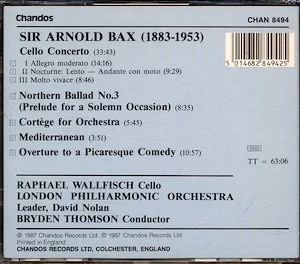 Chandos
CHAN 8494
SIR ARNOLD BAX (1883-1953)
Cello Concerto (33:43)
I Allegro moderato (14:16)
II Nocturne: Lento — Andante con moto (9:29)
III Molto vivace (8:46)
5 014682 849425
Northern Ballad No.3
(Prelude for a Solemn Occasion) (8:35)
Cortège for Orchestra (5:45)
Mediterranean (3:51)
Overture to a Picaresque Comedy (10:57)
DDD
TT = 63:06
RAPHAEL WALLFISCH Cello
LONDON PHILHARMONIC ORCHESTRA
Leader, David Nolan
BRYDEN THOMSON Conductor
℗ 1987 Chandos Records Ltd. © 1987 Chandos Records Ltd.
Printed in England
CHANDOS RECORDS LTD, COLCHESTER, ENGLAND